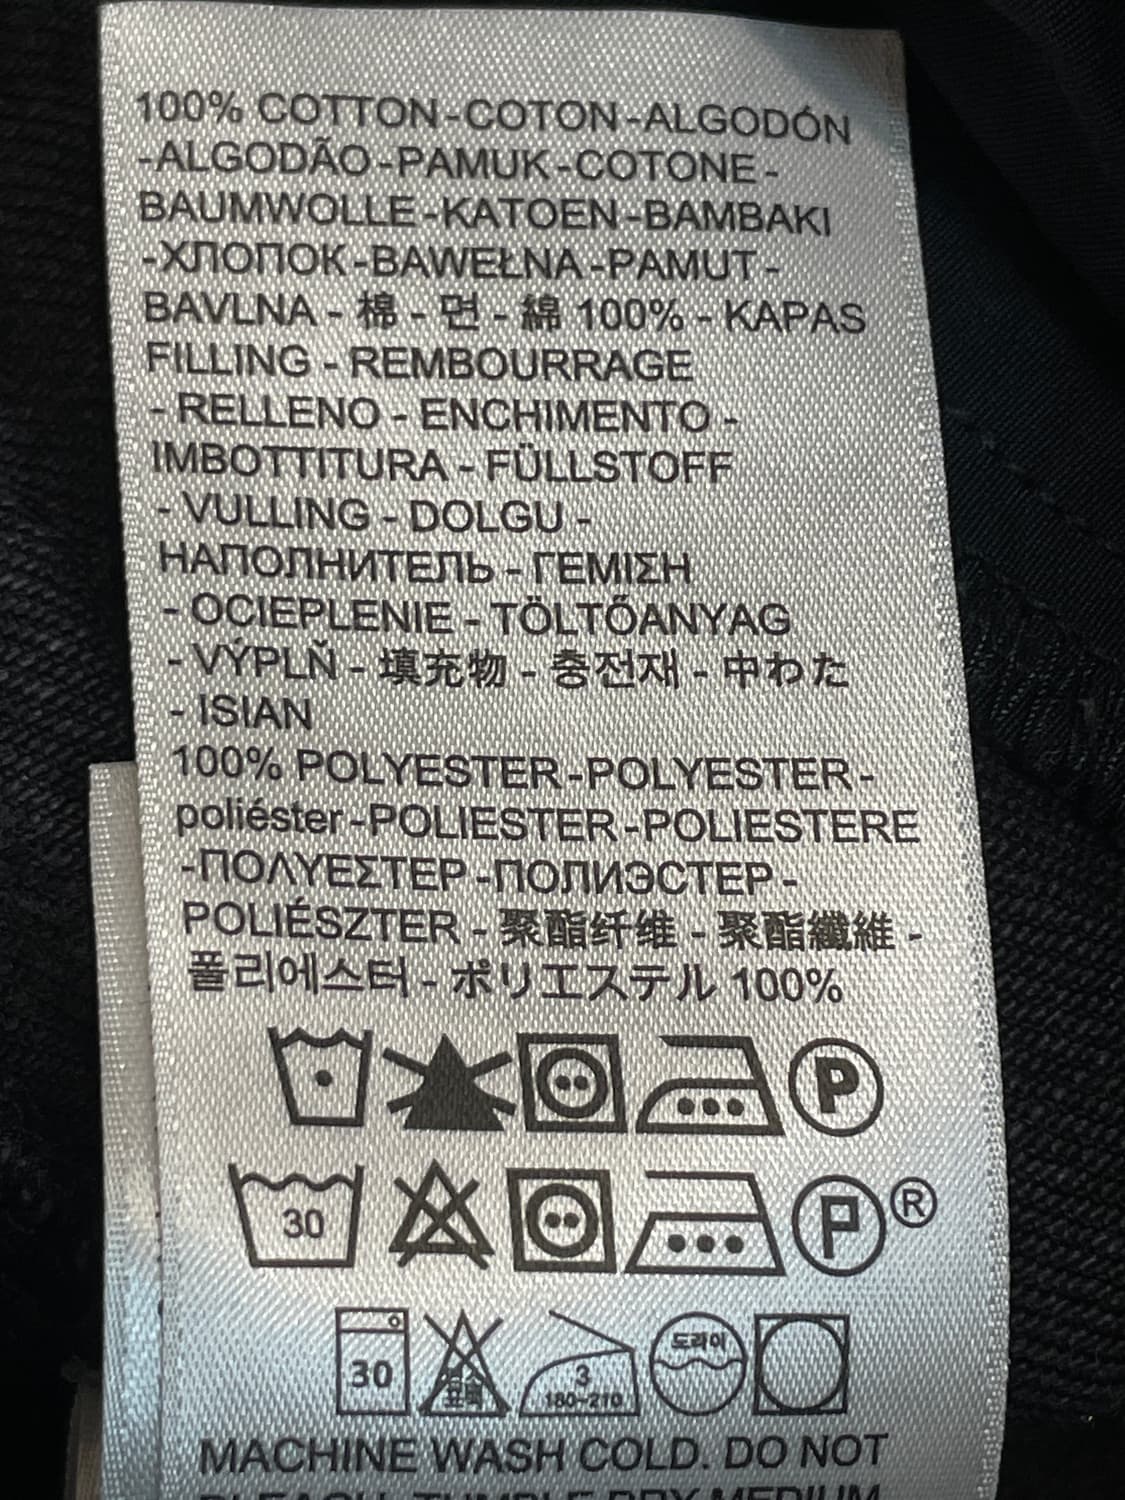 100% COTTON-COTON-ALGODÓN
-ALGODÃO-PAMUK-COTONE-
BAUMWOLLE-KATOEN-BAMBAKI
-ХЛОПОК-BAWEŁNA-PAMUT-
BAVLNA - 棉 - 면 - 綿 100% - KAPAS
FILLING - REMBOURRAGE
- RELLENO - ENCHIMENTO -
IMBOTTITURA - FÜLLSTOFF
- VULLING - DOLGU -
НАПОЛНИТЕЛЬ - ΓΕΜΙΣΗ
- OCIEPLENIE - TÖLTŐANYAG
- VÝPLŇ - 填充物 - 충전재 - 中わた
- ISIAN
100% POLYESTER-POLYESTER-
poliéster-POLIESTER-POLIESTERE
-ΠΟΛΥΕΣΤΕΡ-ПОЛИЭСТЕР-
POLIÉSZTER - 聚酯纤维 - 聚酯纖維 -
폴리에스터 - ポリエステル 100%
P
30 P ®
30 3 180~210 드라이
MACHINE WASH COLD. DO NOT
BLEACH. TUMBLE DRY MEDIUM